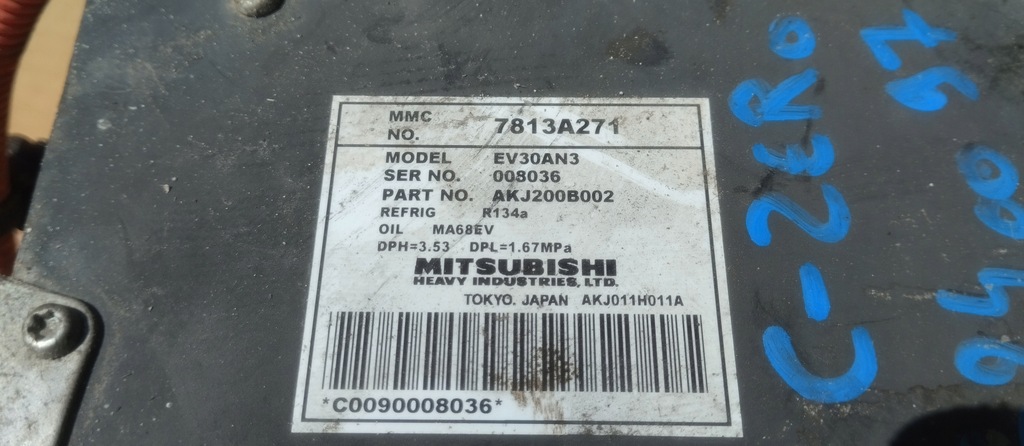 MMC
NO. 7813A271
MODEL EV30AN3
SER NO. 008036
PART NO. AKJ200B002
REFRIG R134a
OIL MA68EV
DPH=3.53 DPL=1.67MPa
MITSUBISHI
HEAVY INDUSTRIES, LTD.
TOKYO. JAPAN AKJ011H011A
*C0090008036*